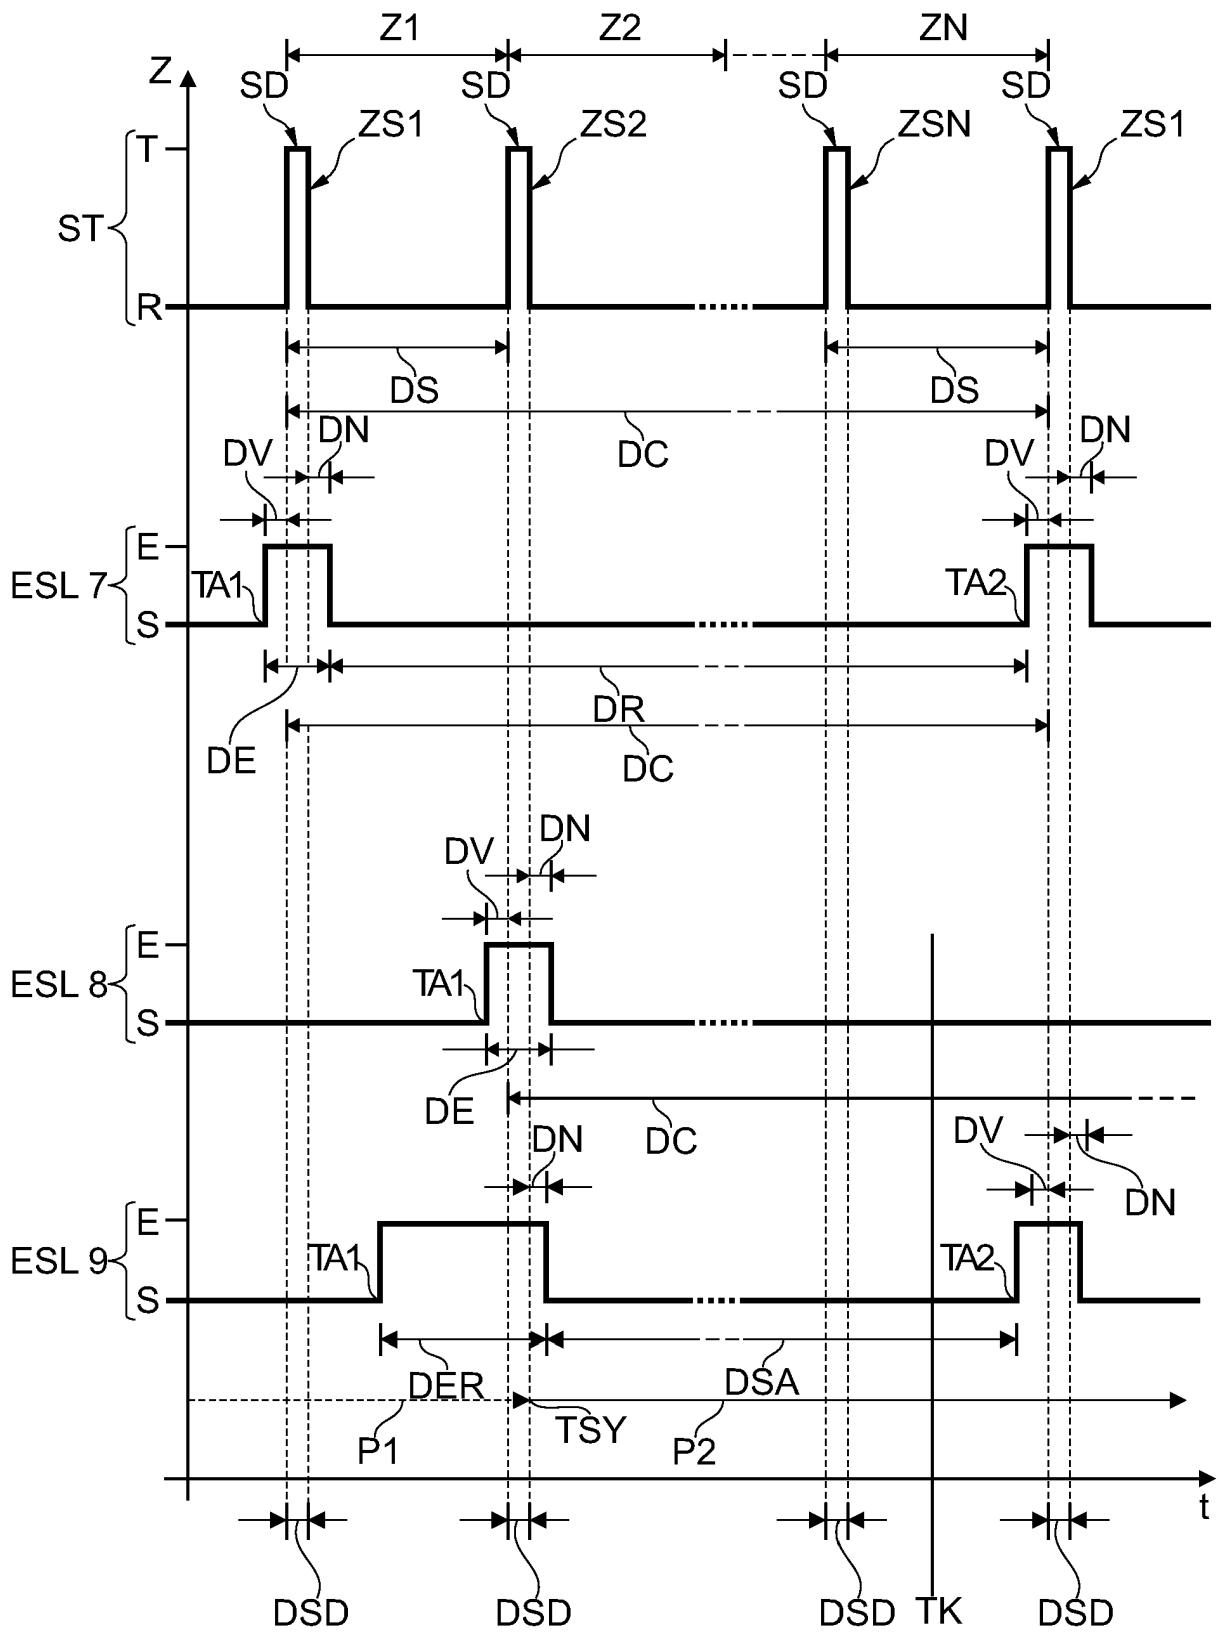 Z1 Z2 ZN
Z SD SD SD SD
ZS1 ZS2 ZSN ZS1
T
ST
R
DS DS
DN DC DN
DV DV
E
ESL 7 TA1 TA2
S
DR
DE DC
DN
DV
E
ESL 8 TA1
S
DE DC
DN DV
DN
E
ESL 9 TA1 TA2
S
DER DSA
TSY
P1 P2
t
DSD DSD DSD TK DSD